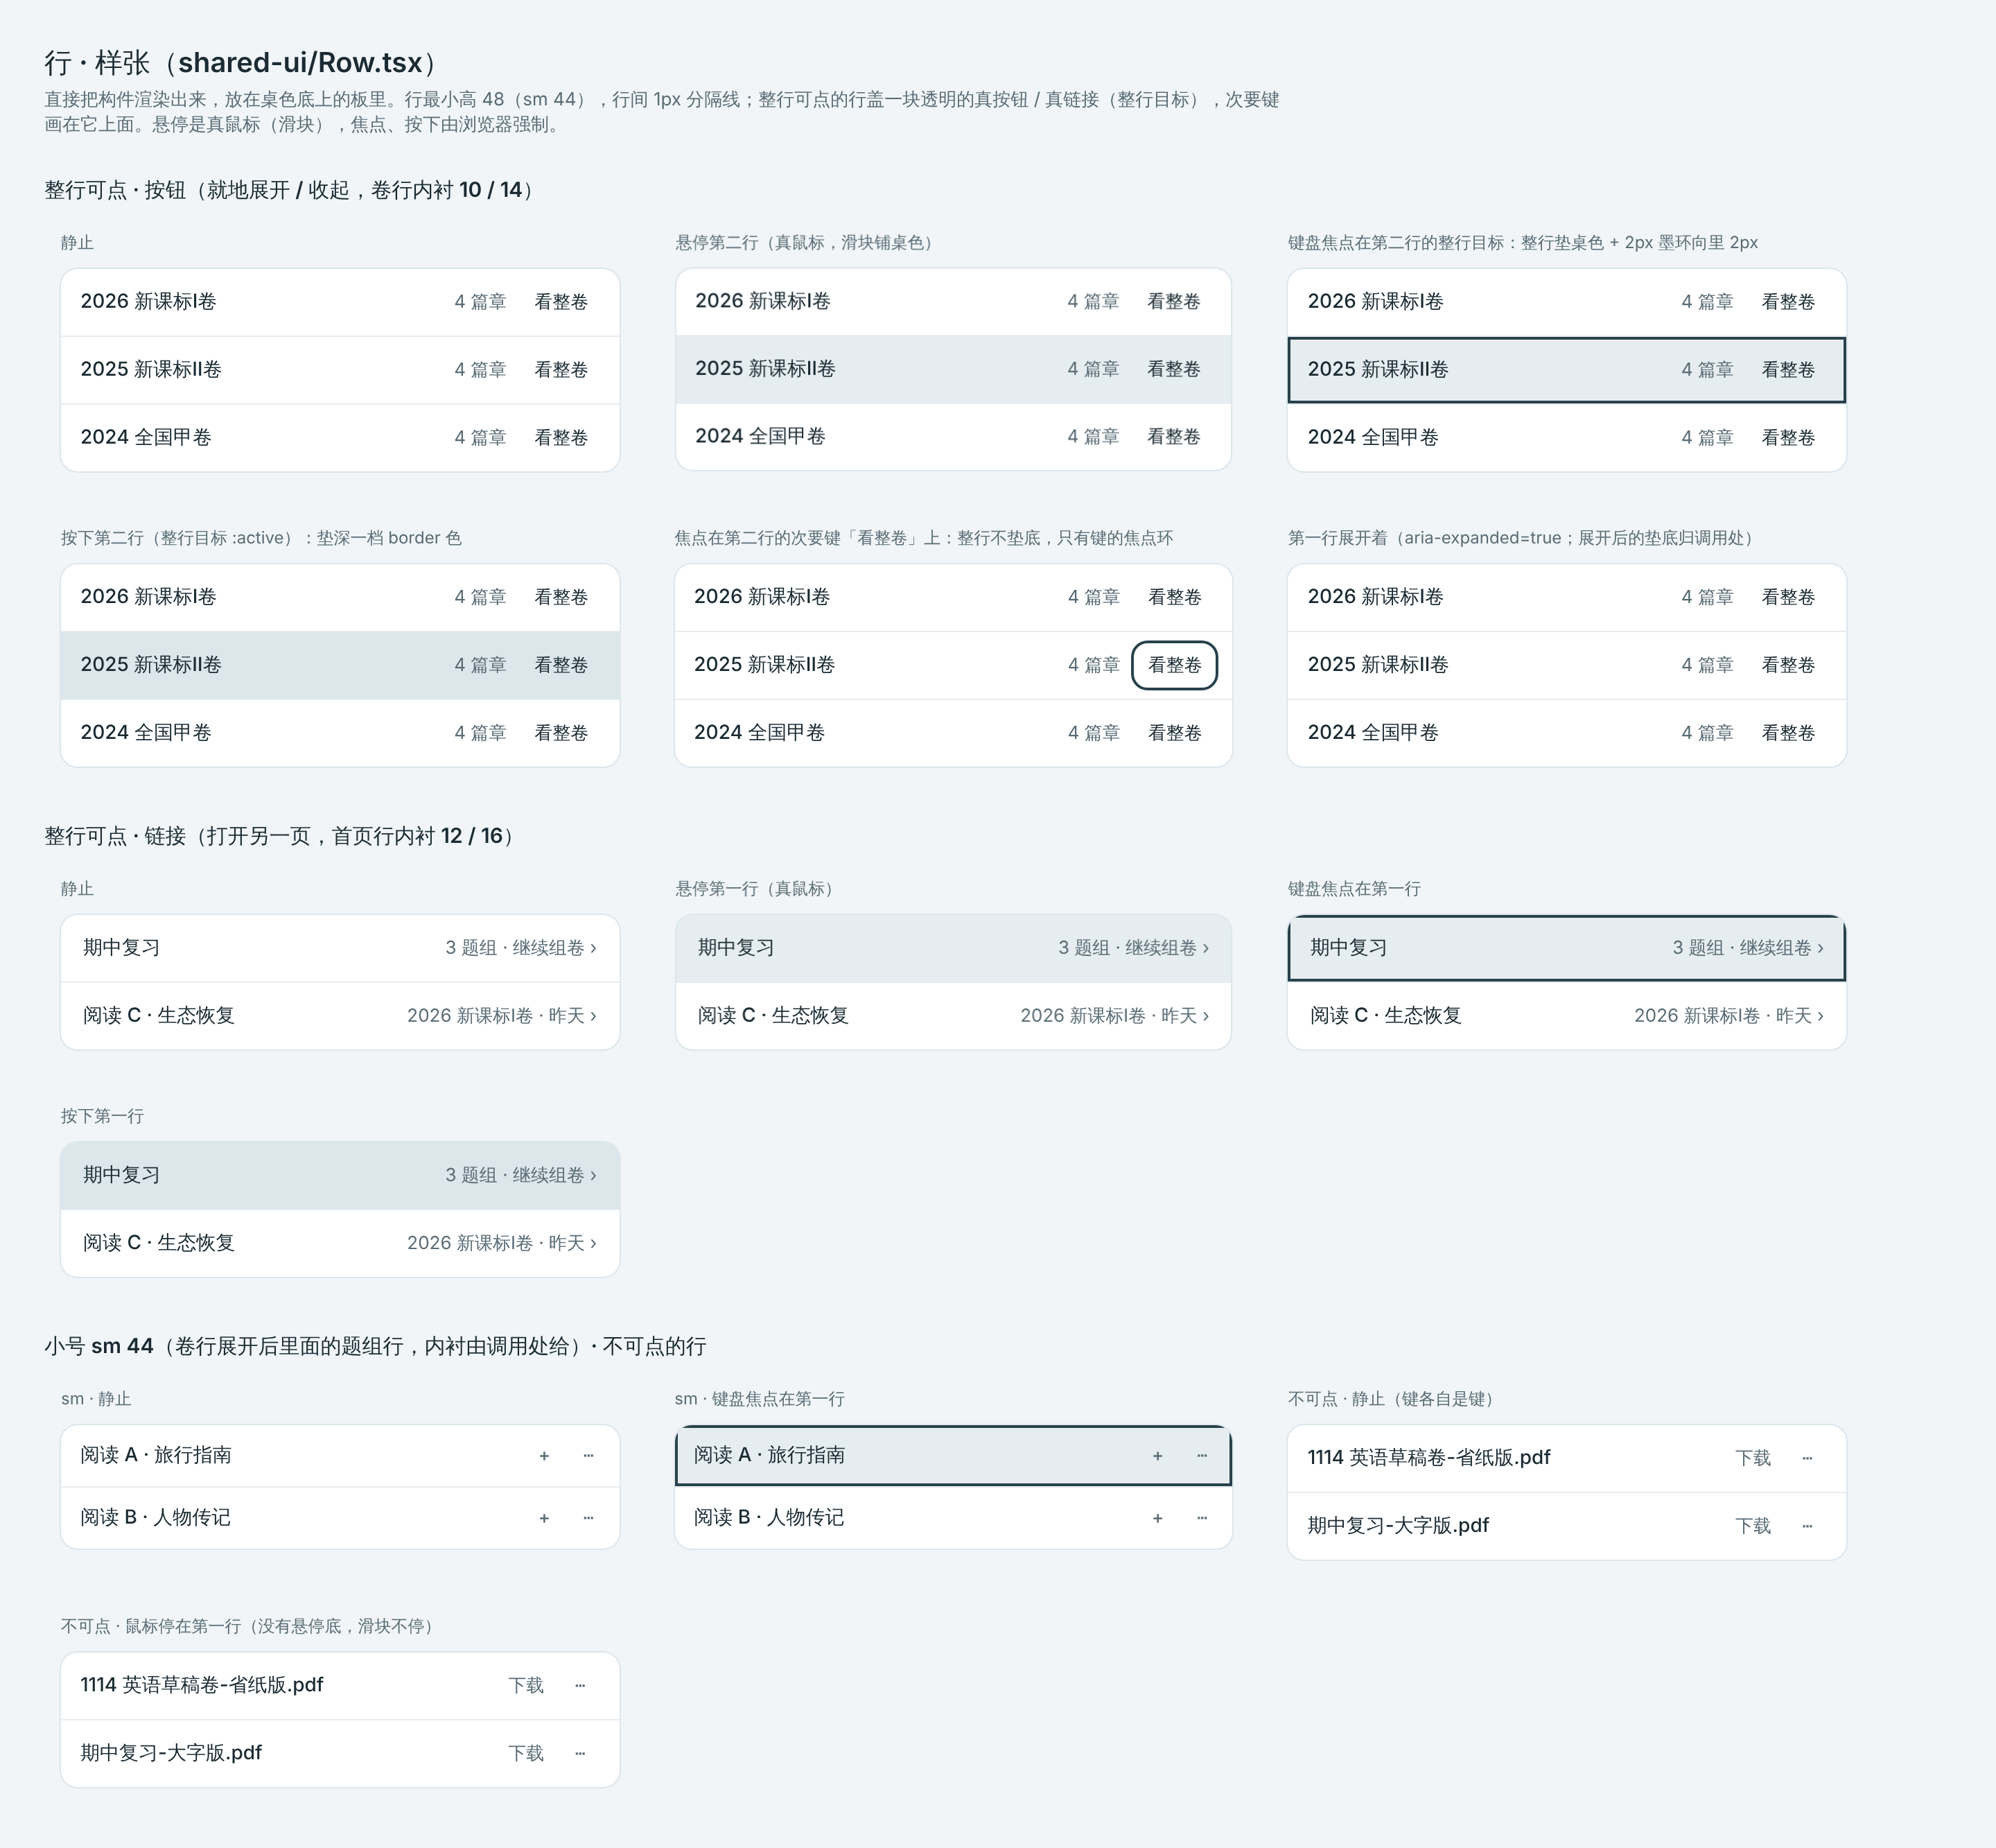 行 · 样张（shared-ui/Row.tsx）
直接把构件渲染出来，放在桌色底上的板里。行最小高 48（sm 44），行间 1px 分隔线；整行可点的行盖一块透明的真按钮 / 真链接（整行目标），次要键
画在它上面。悬停是真鼠标（滑块），焦点、按下由浏览器强制。
整行可点 · 按钮（就地展开 / 收起，卷行内衬 10 / 14）
静止
2026 新课标I卷 4 篇章 看整卷
2025 新课标II卷 4 篇章 看整卷
2024 全国甲卷 4 篇章 看整卷
悬停第二行（真鼠标，滑块铺桌色）
2026 新课标I卷 4 篇章 看整卷
2025 新课标II卷 4 篇章 看整卷
2024 全国甲卷 4 篇章 看整卷
键盘焦点在第二行的整行目标：整行垫桌色 + 2px 墨环向里 2px
2026 新课标I卷 4 篇章 看整卷
2025 新课标II卷 4 篇章 看整卷
2024 全国甲卷 4 篇章 看整卷
按下第二行（整行目标 :active）：垫深一档 border 色
2026 新课标I卷 4 篇章 看整卷
2025 新课标II卷 4 篇章 看整卷
2024 全国甲卷 4 篇章 看整卷
焦点在第二行的次要键「看整卷」上：整行不垫底，只有键的焦点环
2026 新课标I卷 4 篇章 看整卷
2025 新课标II卷 4 篇章 看整卷
2024 全国甲卷 4 篇章 看整卷
第一行展开着（aria-expanded=true；展开后的垫底归调用处）
2026 新课标I卷 4 篇章 看整卷
2025 新课标II卷 4 篇章 看整卷
2024 全国甲卷 4 篇章 看整卷
整行可点 · 链接（打开另一页，首页行内衬 12 / 16）
静止
期中复习 3 题组 · 继续组卷 ›
阅读 C · 生态恢复 2026 新课标I卷 · 昨天 ›
悬停第一行（真鼠标）
期中复习 3 题组 · 继续组卷 ›
阅读 C · 生态恢复 2026 新课标I卷 · 昨天 ›
键盘焦点在第一行
期中复习 3 题组 · 继续组卷 ›
阅读 C · 生态恢复 2026 新课标I卷 · 昨天 ›
按下第一行
期中复习 3 题组 · 继续组卷 ›
阅读 C · 生态恢复 2026 新课标I卷 · 昨天 ›
小号 sm 44（卷行展开后里面的题组行，内衬由调用处给）· 不可点的行
sm · 静止
阅读 A · 旅行指南 + ···
阅读 B · 人物传记 + ···
sm · 键盘焦点在第一行
阅读 A · 旅行指南 + ···
阅读 B · 人物传记 + ···
不可点 · 静止（键各自是键）
1114 英语草稿卷-省纸版.pdf 下载 ···
期中复习-大字版.pdf 下载 ···
不可点 · 鼠标停在第一行（没有悬停底，滑块不停）
1114 英语草稿卷-省纸版.pdf 下载 ···
期中复习-大字版.pdf 下载 ···